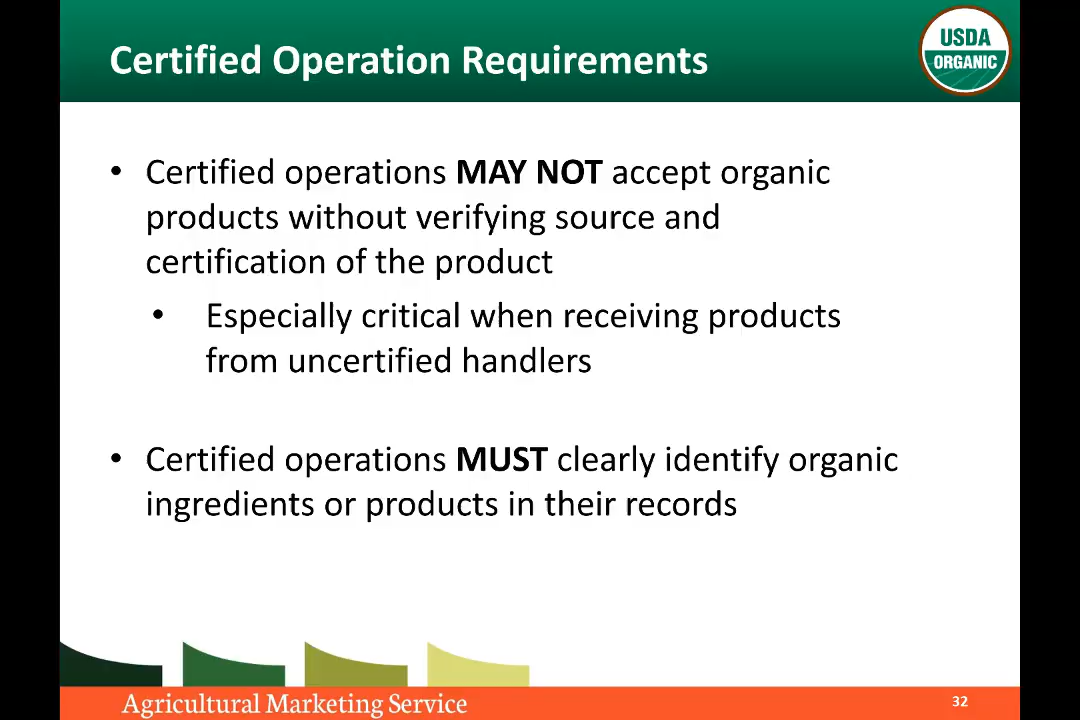 Certified Operation Requirements
USDA
ORGANIC
• Certified operations MAY NOT accept organic
products without verifying source and
certification of the product
• Especially critical when receiving products
from uncertified handlers
• Certified operations MUST clearly identify organic
ingredients or products in their records
Agricultural Marketing Service
32